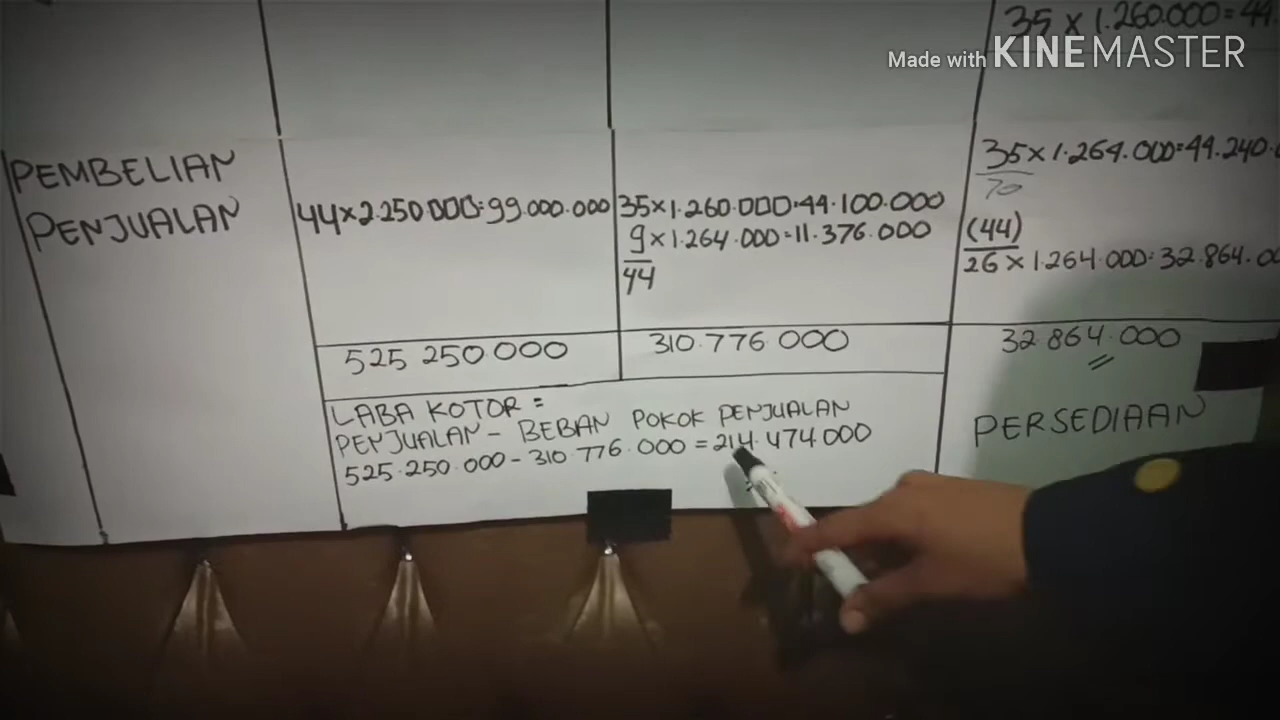 35 x 1.260.000 = 44
Made with KINEMASTER
PEMBELIAN
PENJUALAN
44 x 2.250.000 = 99.000.000
35 x 1.260.000 = 44.100.000
9 x 1.264.000 = 11.376.000
44
35 x 1.264.000 = 44.240.
70
(44)
26 x 1.264.000 = 32.864.00
525 250.000
310.776.000
32.864.000
LABA KOTOR =
PENJUALAN - BEBAN POKOK PENJUALAN
525.250.000 - 310 776.000 = 214.474000
PERSEDIAAN